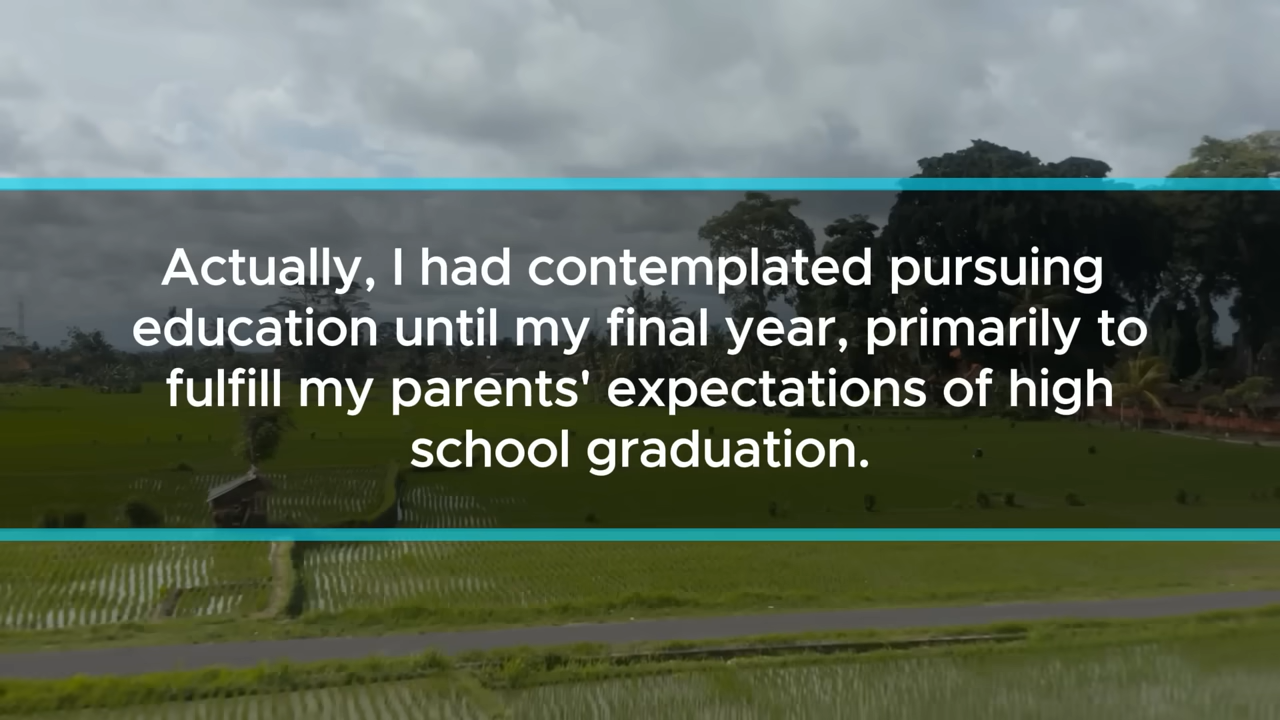 Actually, I had contemplated pursuing
education until my final year, primarily to
fulfill my parents' expectations of high
school graduation.